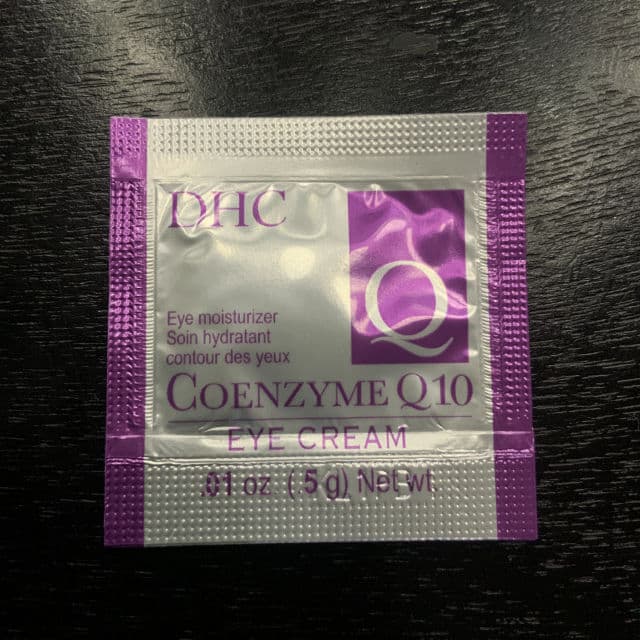 DHC
Q
Eye moisturizer
Soin hydratant
contour des yeux
COENZYME Q10
EYE CREAM
.01 oz (.5 g) Net wt.